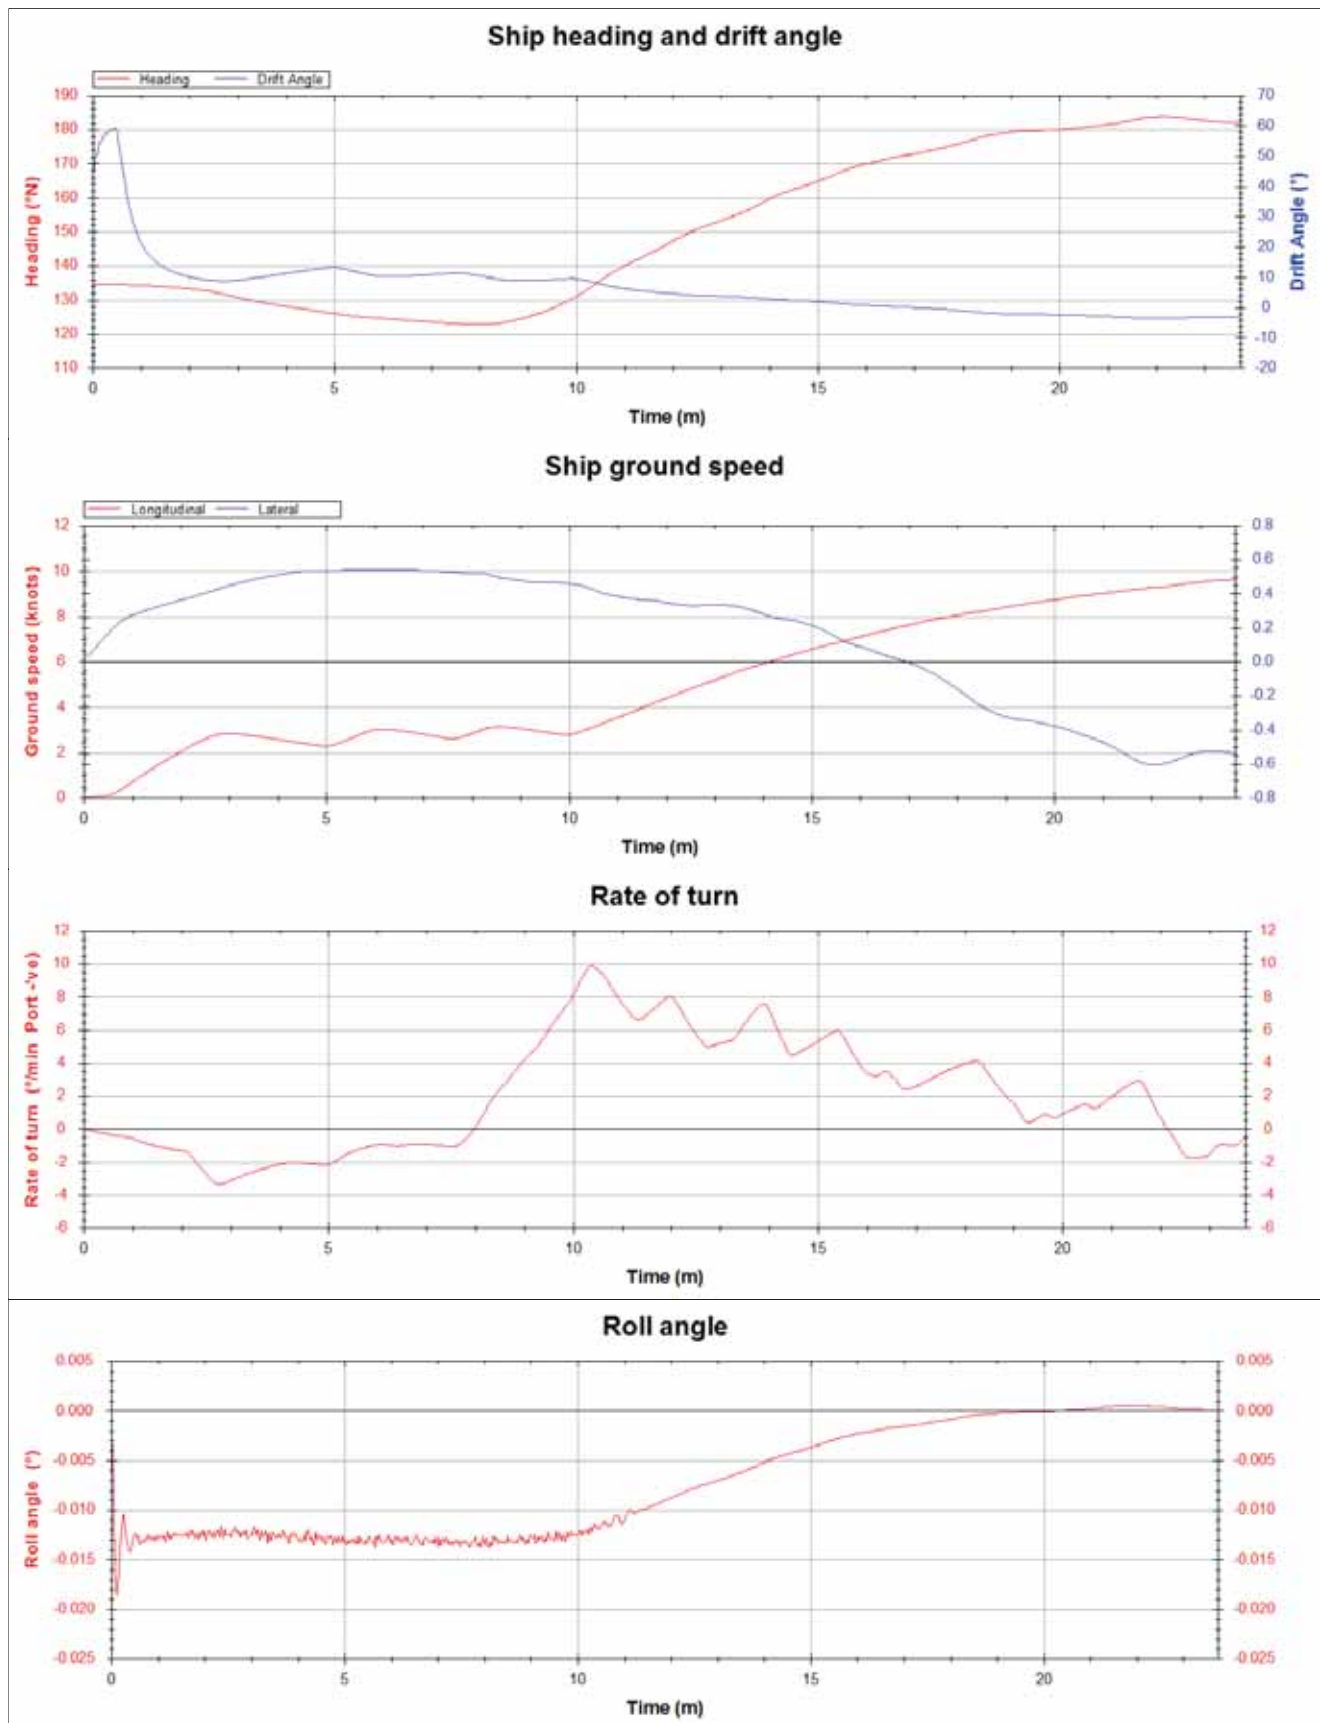 Ship heading and drift angle
Heading Drift Angle
190 70
180 60
170 50
160 40
150 30
140 20
130 10
120 0
110 -10
-20
Heading (°N)
Drift Angle (°)
0 5 10 15 20
Time (m)
Ship ground speed
Longitudinal Lateral
12 0.8
10 0.6
8 0.4
6 0.2
4 0.0
2 -0.2
0 -0.4
-0.6
-0.8
Ground speed (knots)
0 5 10 15 20
Time (m)
Rate of turn
12 12
10 10
8 8
6 6
4 4
2 2
0 0
-2 -2
-4 -4
-6 -6
Rate of turn (°/min Port -'ve)
0 5 10 15 20
Time (m)
Roll angle
0.005 0.005
0.000 0.000
-0.005 -0.005
-0.010 -0.010
-0.015 -0.015
-0.020 -0.020
-0.025 -0.025
Roll angle (°)
0 5 10 15 20
Time (m)